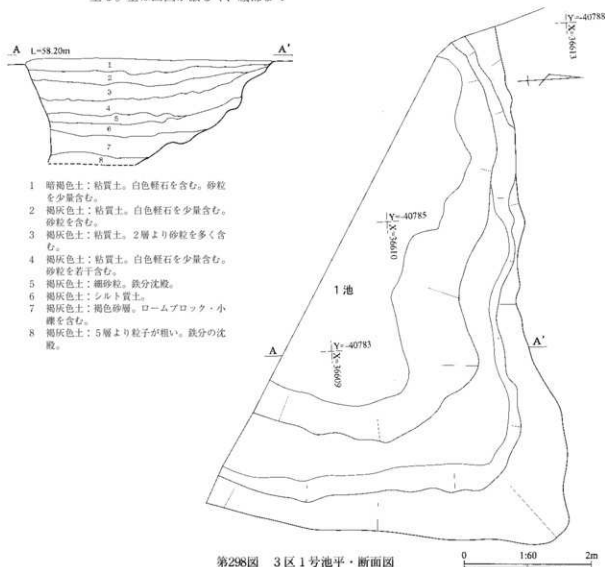 A L=58.20m A'
1
2
3
4
5
6
7
8
1 暗褐色土：粘質土。白色軽石を含む。砂粒
を少量含む。
2 褐灰色土：粘質土。白色軽石を少量含む。
砂粒を含む。
3 褐灰色土：粘質土。2層より砂粒を多く含
む。
4 褐灰色土：粘質土。白色軽石を少量含む。
砂粒を若干含む。
5 褐灰色土：細砂粒。鉄分沈殿。
6 褐灰色土：シルト質土。
7 褐灰色土：褐色砂層。ロームブロック・小
礫を含む。
8 褐灰色土：5層より粒子が粗い。鉄分の沈
殿。
Y=-40788
X=36613
Y=-40785
X=36610
1池
A
A'
Y=-40783
X=36609
第298図 3区1号池平・断面図
0 1:60 2m